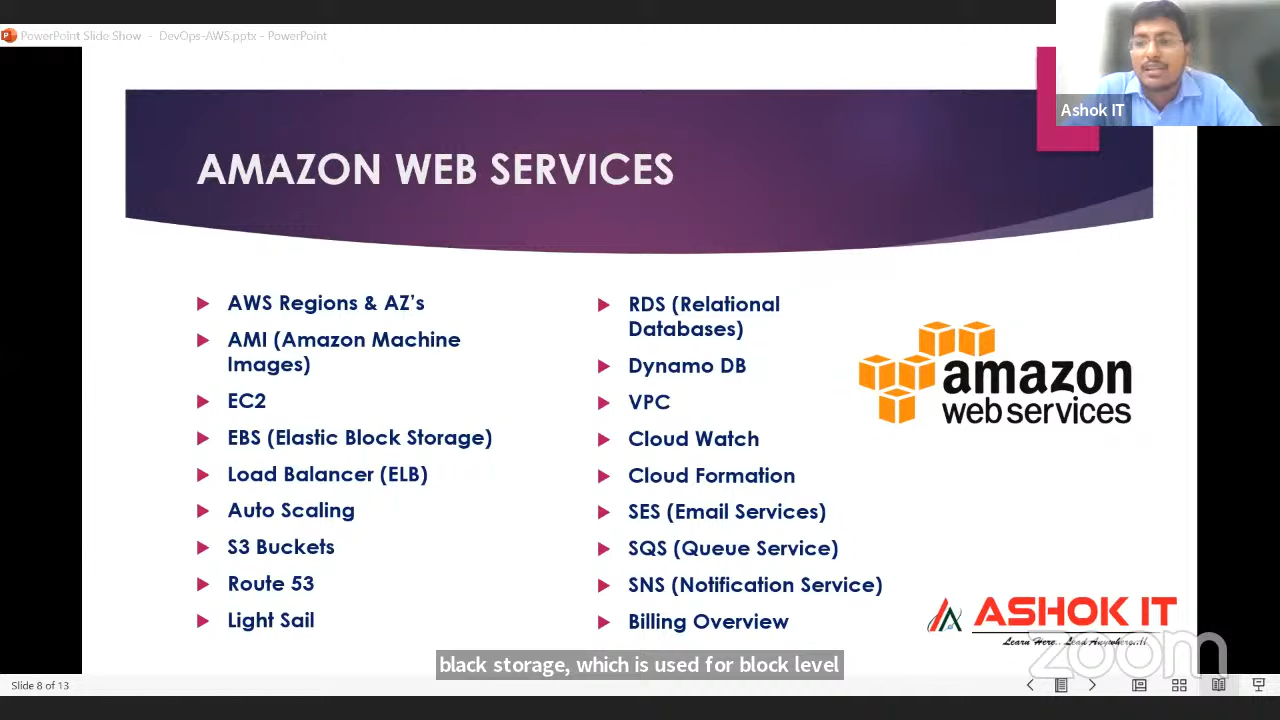 PowerPoint Slide Show - DevOps-AWS.pptx - PowerPoint
Ashok IT
AMAZON WEB SERVICES
AWS Regions & AZ's
AMI (Amazon Machine
Images)
EC2
EBS (Elastic Block Storage)
Load Balancer (ELB)
Auto Scaling
S3 Buckets
Route 53
Light Sail
RDS (Relational
Databases)
Dynamo DB
VPC
Cloud Watch
Cloud Formation
SES (Email Services)
SQS (Queue Service)
SNS (Notification Service)
Billing Overview
amazon
web services
ASHOK IT
Learn Here.. Lead Anywhere..!!
zoom
black storage, which is used for block level
Slide 8 of 13